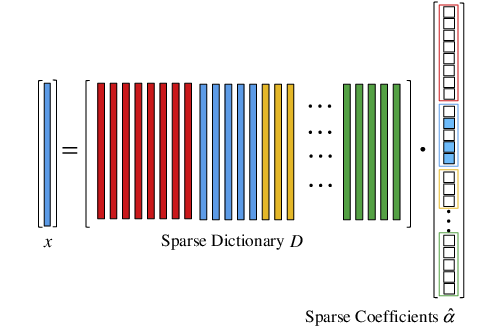 =
·
x
Sparse Dictionary D
Sparse Coefficients α̂